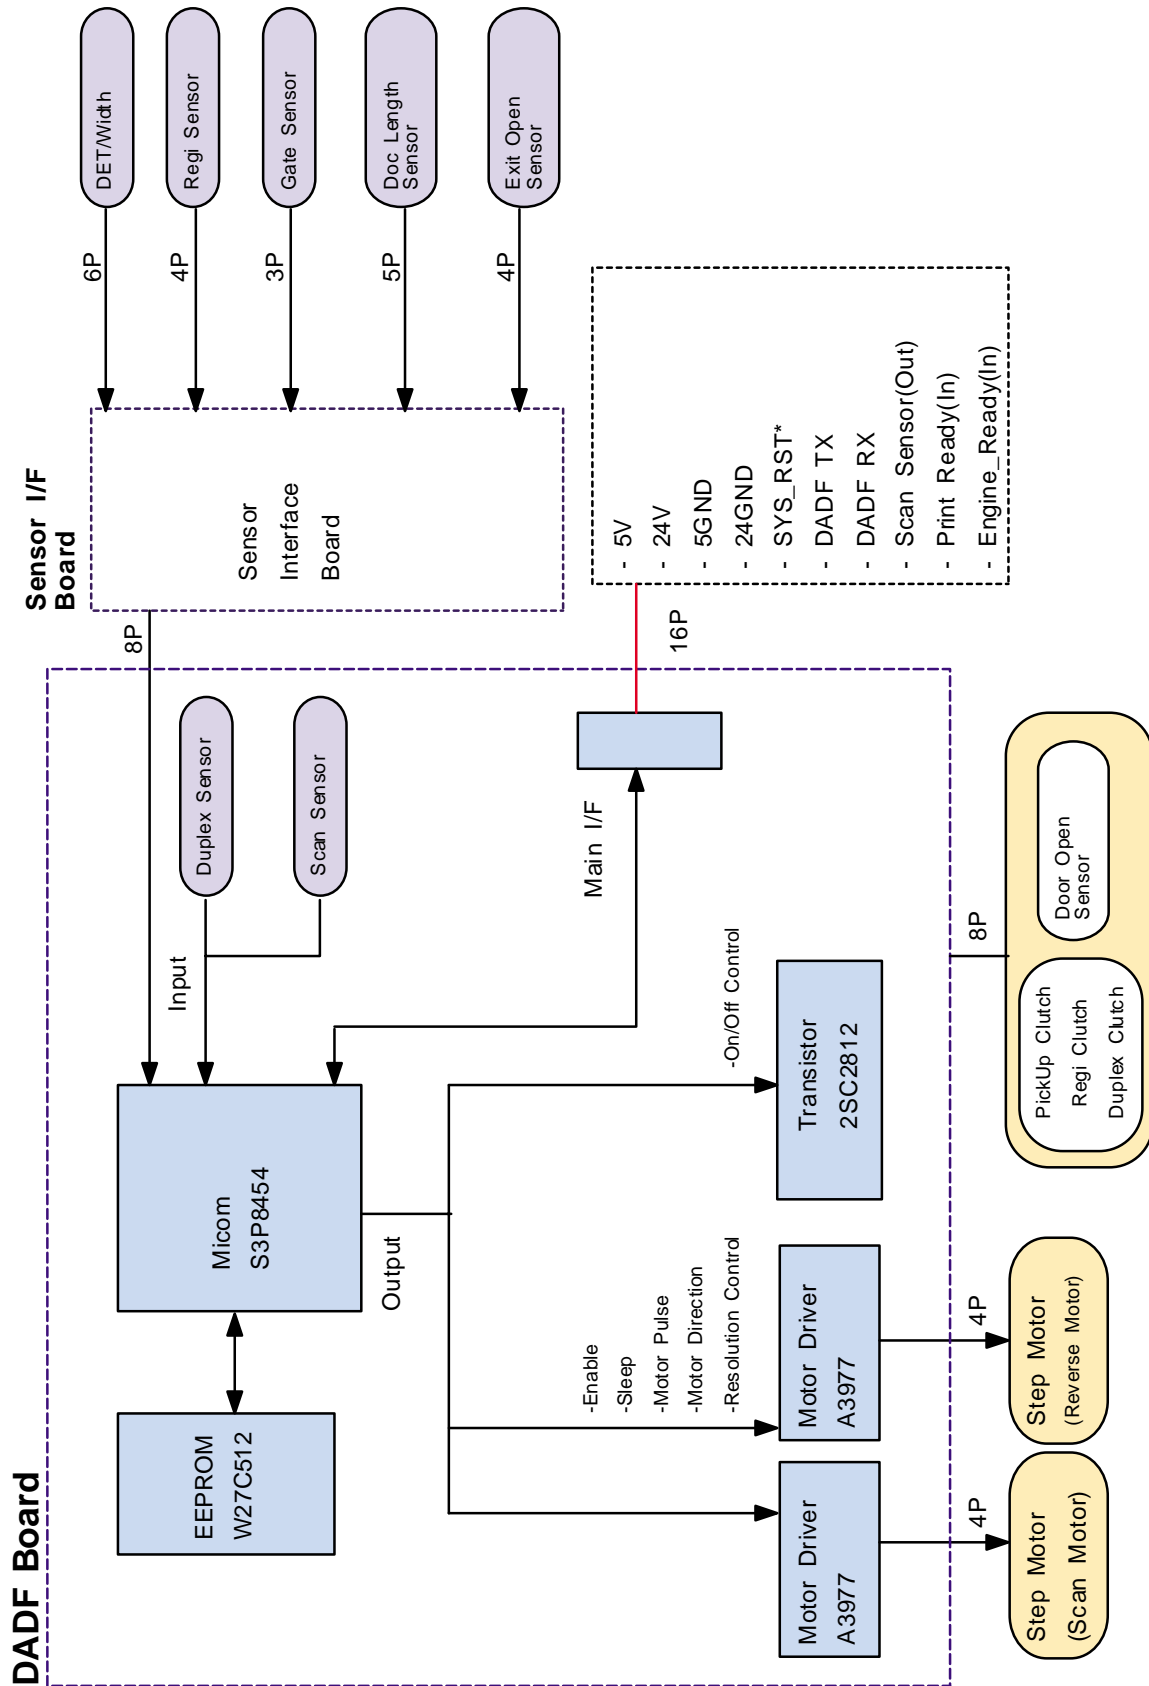 DADF Board
EEPROM
W27C512
Micom
S3P8454
Input
Output
Duplex Sensor
Scan Sensor
8P
Sensor I/F
Board
Sensor
Interface
Board
6P
DET/Width
4P
Regi Sensor
3P
Gate Sensor
5P
Doc Length
Sensor
4P
Exit Open
Sensor
Main I/F
16P
- 5V
- 24V
- 5GND
- 24GND
- SYS_RST*
- DADF TX
- DADF RX
- Scan Sensor(Out)
- Print Ready(In)
- Engine_Ready(In)
-Enable
-Sleep
-Motor Pulse
-Motor Direction
-Resolution Control
-On/Off Control
Motor Driver
A3977
Motor Driver
A3977
Transistor
2SC2812
4P
4P
8P
Step Motor
(Scan Motor)
Step Motor
(Reverse Motor)
PickUp Clutch
Regi Clutch
Duplex Clutch
Door Open
Sensor